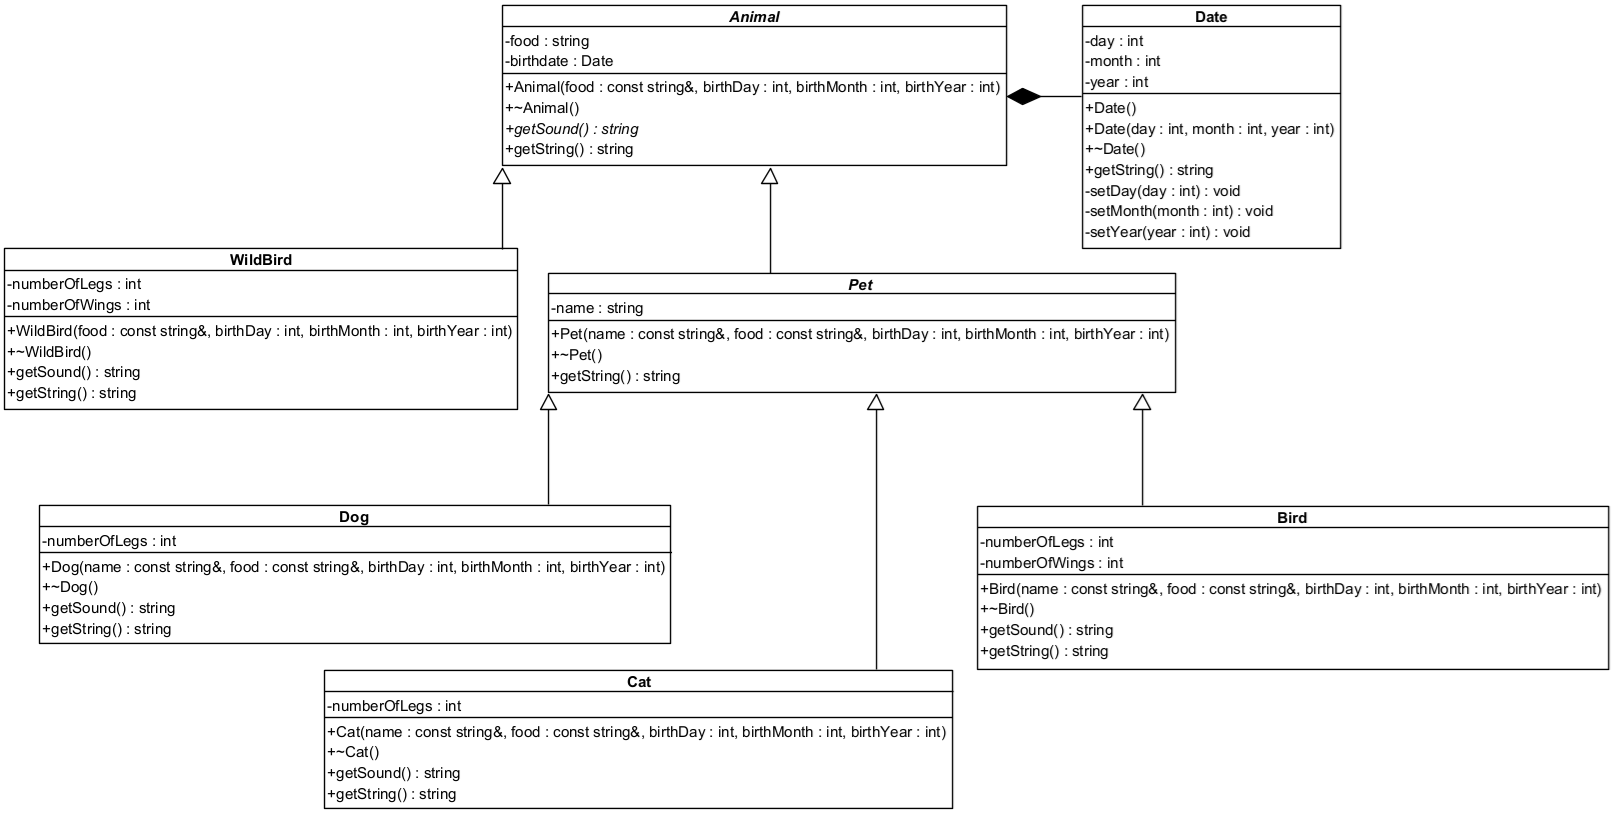 Animal
-food : string
-birthdate : Date
+Animal(food : const string&, birthDay : int, birthMonth : int, birthYear : int)
+~Animal()
+getSound() : string
+getString() : string
Date
-day : int
-month : int
-year : int
+Date()
+Date(day : int, month : int, year : int)
+~Date()
+getString() : string
-setDay(day : int) : void
-setMonth(month : int) : void
-setYear(year : int) : void
WildBird
-numberOfLegs : int
-numberOfWings : int
+WildBird(food : const string&, birthDay : int, birthMonth : int, birthYear : int)
+~WildBird()
+getSound() : string
+getString() : string
Pet
-name : string
+Pet(name : const string&, food : const string&, birthDay : int, birthMonth : int, birthYear : int)
+~Pet()
+getString() : string
Dog
-numberOfLegs : int
+Dog(name : const string&, food : const string&, birthDay : int, birthMonth : int, birthYear : int)
+~Dog()
+getSound() : string
+getString() : string
Bird
-numberOfLegs : int
-numberOfWings : int
+Bird(name : const string&, food : const string&, birthDay : int, birthMonth : int, birthYear : int)
+~Bird()
+getSound() : string
+getString() : string
Cat
-numberOfLegs : int
+Cat(name : const string&, food : const string&, birthDay : int, birthMonth : int, birthYear : int)
+~Cat()
+getSound() : string
+getString() : string